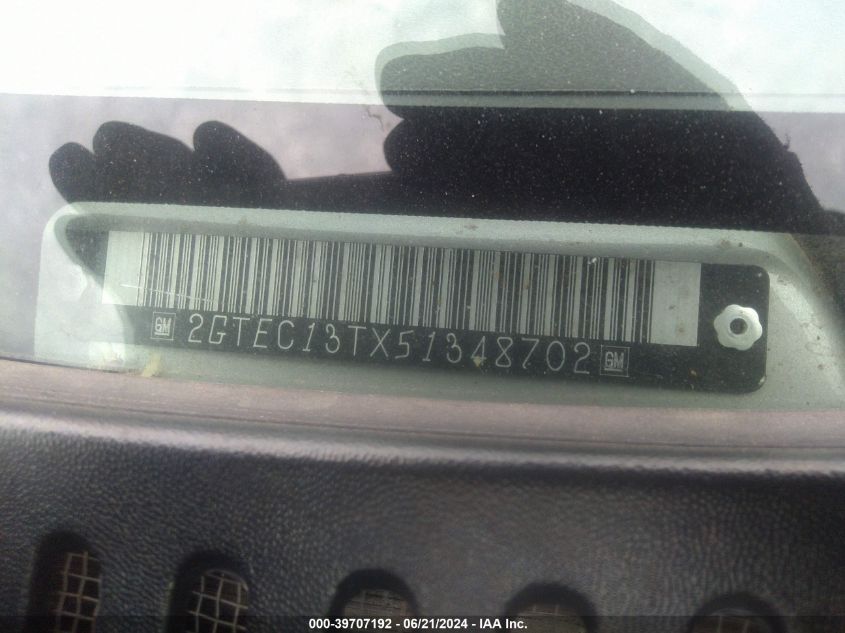 GM 2GTEC13TX51348702 GM
000-39707192 - 06/21/2024 - IAA Inc.